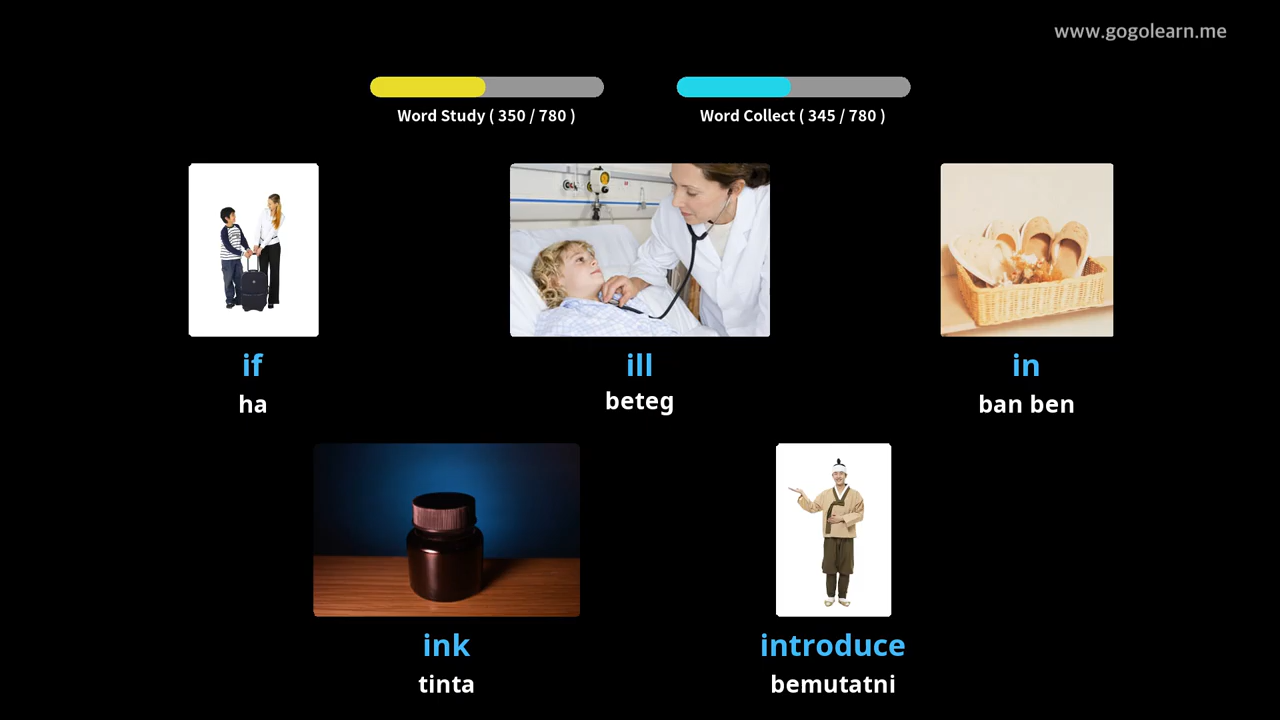 www.gogolearn.me
Word Study ( 350 / 780 )
Word Collect ( 345 / 780 )
if
ha
ill
beteg
in
ban ben
ink
tinta
introduce
bemutatni